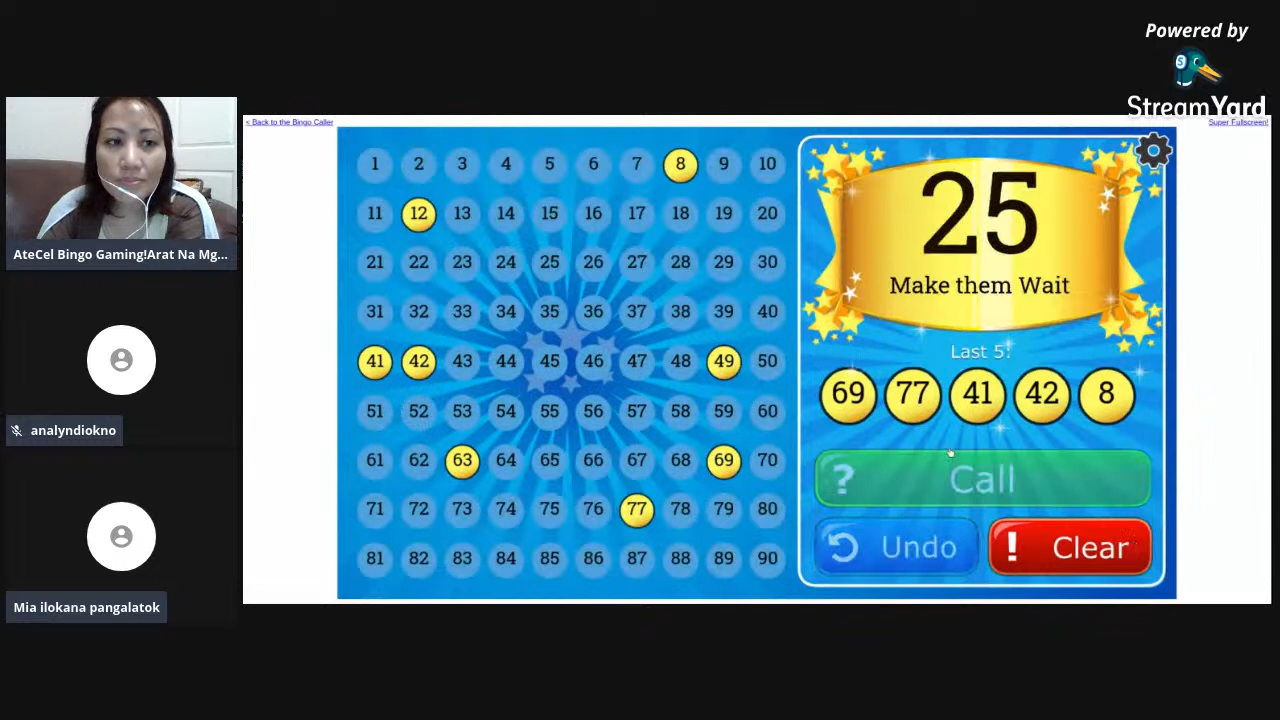 Powered by
StreamYard
< Back to the Bingo Caller
Super Fullscreen!
AteCel Bingo Gaming!Arat Na Mg...
analyndiokno
Mia ilokana pangalatok
1 2 3 4 5 6 7 8 9 10
11 12 13 14 15 16 17 18 19 20
21 22 23 24 25 26 27 28 29 30
31 32 33 34 35 36 37 38 39 40
41 42 43 44 45 46 47 48 49 50
51 52 53 54 55 56 57 58 59 60
61 62 63 64 65 66 67 68 69 70
71 72 73 74 75 76 77 78 79 80
81 82 83 84 85 86 87 88 89 90
25
Make them Wait
Last 5:
69 77 41 42 8
? Call
Undo
! Clear